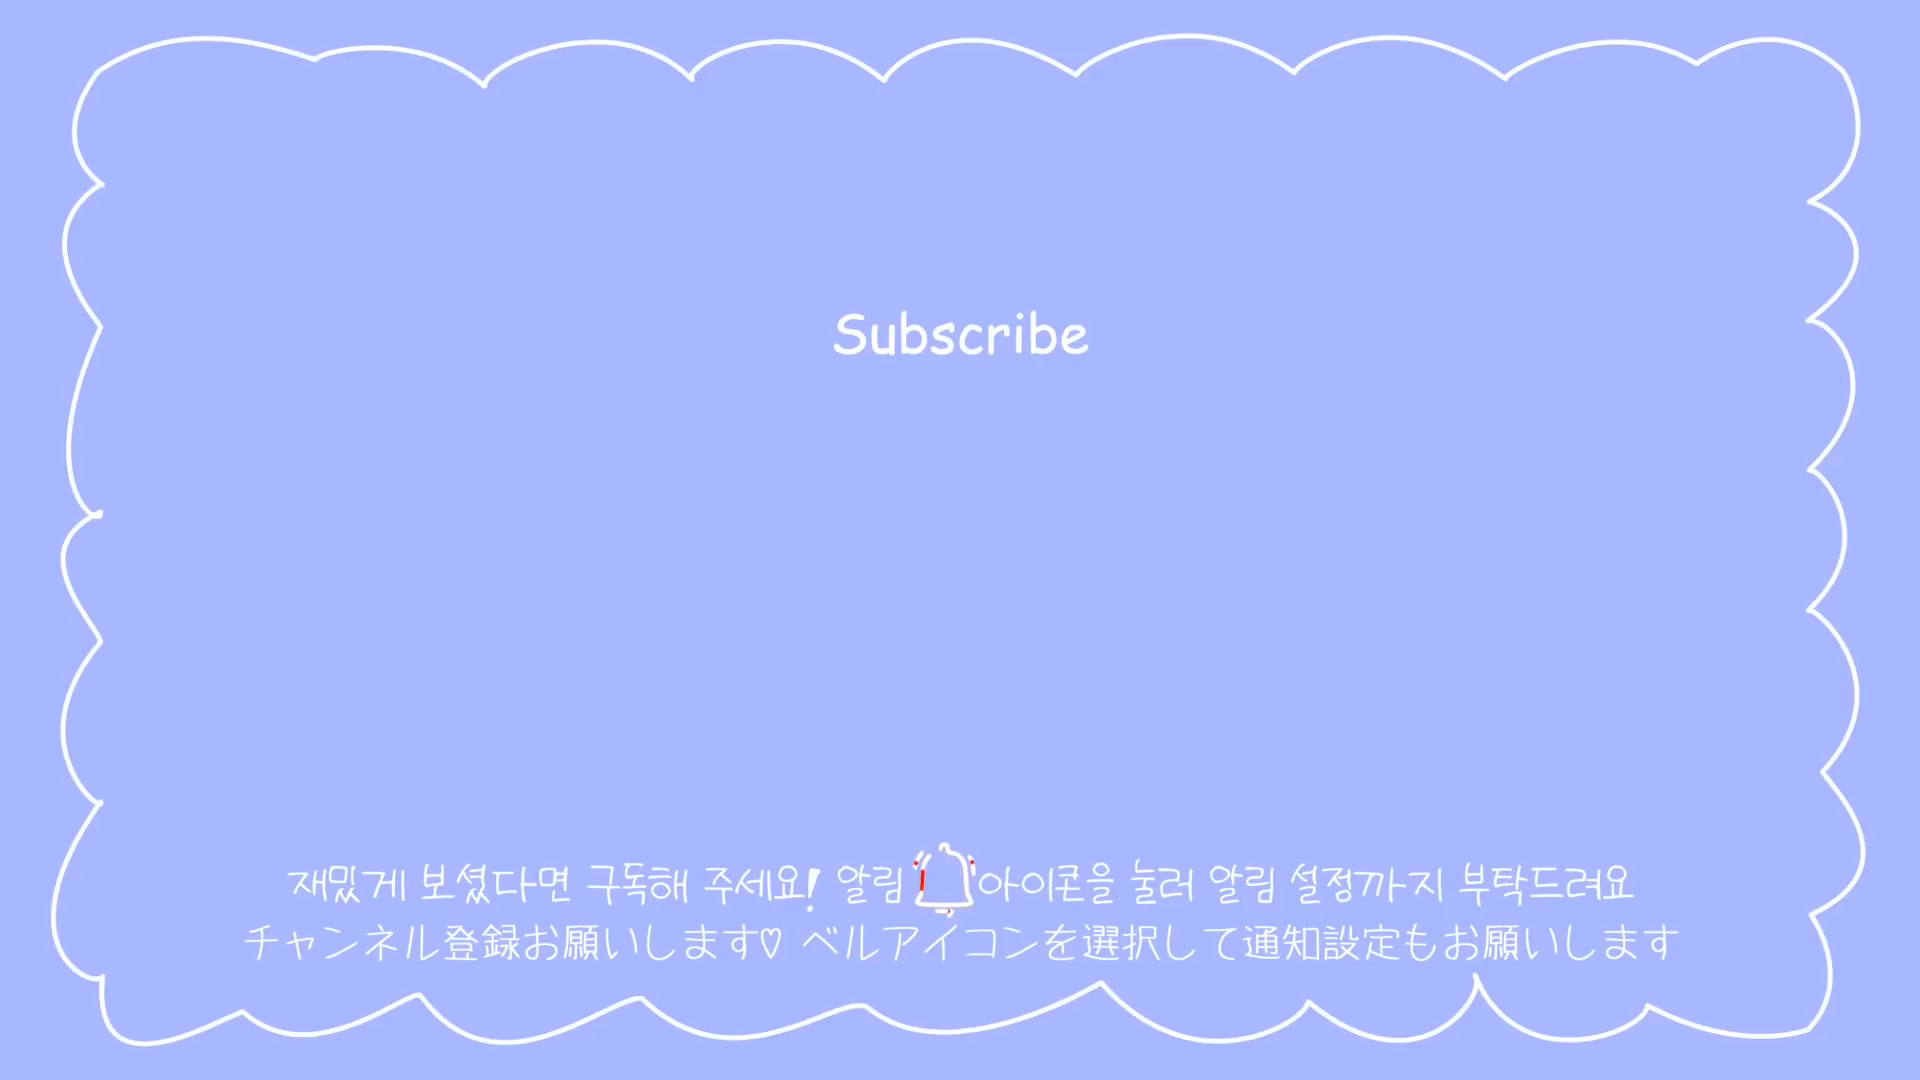 Subscribe
재밌게 보셨다면 구독해 주세요! 알림 아이콘을 눌러 알림 설정까지 부탁드려요
チャンネル登録お願いします♡ ベルアイコンを選択して通知設定もお願いします